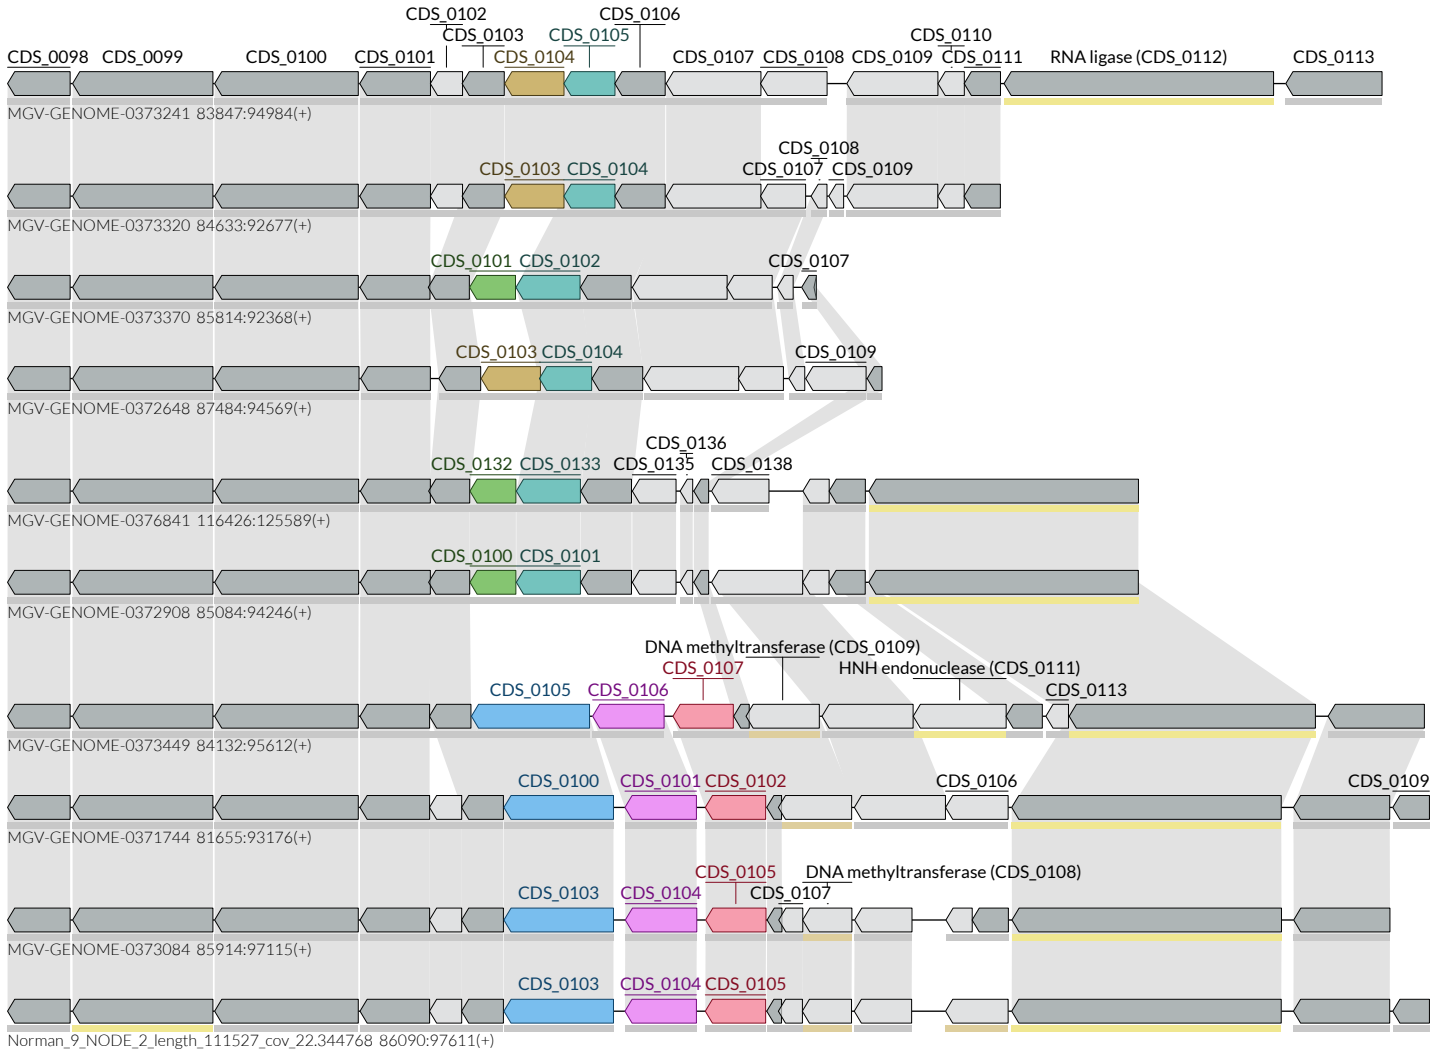 CDS_0102 CDS_0106
CDS_0103 CDS_0105 CDS_0110
CDS_0098 CDS_0099 CDS_0100 CDS_0101 CDS_0104 CDS_0107 CDS_0108 CDS_0109 CDS_0111 RNA ligase (CDS_0112) CDS_0113
MGV-GENOME-0373241 83847:94984(+)
CDS_0108
CDS_0103 CDS_0104 CDS_0107 CDS_0109
MGV-GENOME-0373320 84633:92677(+)
CDS_0101 CDS_0102 CDS_0107
MGV-GENOME-0373370 85814:92368(+)
CDS_0103 CDS_0104 CDS_0109
MGV-GENOME-0372648 87484:94569(+)
CDS_0136
CDS_0132 CDS_0133 CDS_0135 CDS_0138
MGV-GENOME-0376841 116426:125589(+)
CDS_0100 CDS_0101
MGV-GENOME-0372908 85084:94246(+)
DNA methyltransferase (CDS_0109)
CDS_0107 HNH endonuclease (CDS_0111)
CDS_0105 CDS_0106 CDS_0113
MGV-GENOME-0373449 84132:95612(+)
CDS_0100 CDS_0101 CDS_0102 CDS_0106 CDS_0109
MGV-GENOME-0371744 81655:93176(+)
CDS_0105 DNA methyltransferase (CDS_0108)
CDS_0103 CDS_0104 CDS_0107
MGV-GENOME-0373084 85914:97115(+)
CDS_0103 CDS_0104 CDS_0105
Norman_9_NODE_2_length_111527_cov_22.344768 86090:97611(+)